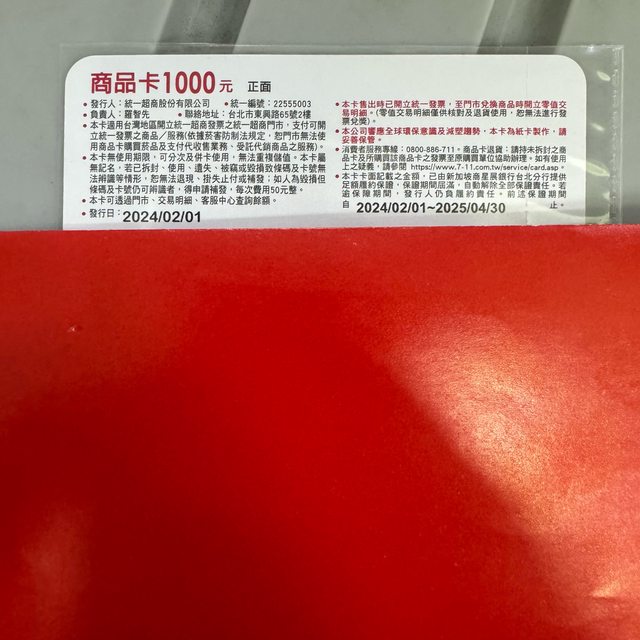 商品卡1000元 正面
• 發行人：統一超商股份有限公司 • 統一編號：22555003
• 負責人：羅智先 • 聯絡地址：台北市東興路65號2樓
• 本卡適用台灣地區開立統一超商發票之統一超商門市，支付可開
立統一發票之商品／服務(依據菸害防制法規定，恕門市無法使
用商品卡購買菸品及支付代收售業務、受託代銷商品之服務)。
• 本卡無使用期限，可分次及併卡使用，無法重複儲值。本卡屬
無記名，若已拆封、使用、遺失、被竊或毀損致條碼及卡號無
法辨識等情形，恕無法退現、掛失止付或補發；如人為毀損但
條碼及卡號仍可辨識者，得申請補發，每次費用50元整。
• 本卡可透過門市、交易明細、客服中心查詢餘額。
• 發行日：2024/02/01
• 本卡售出時已開立統一發票，至門市兌換商品時開立零值交
易明細。(零值交易明細僅供核對及退貨使用，恕無法進行發
票兌獎)。
• 本公司響應全球環保意識及減塑趨勢，本卡為紙卡製作，請
妥善保管。
• 消費者服務專線：0800-886-711。商品卡退貨：請持未拆封之商
品卡及所購買該商品卡之發票至原購買單位協助辦理。如有使用
上之疑義，請參閱 https://www.7-11.com.tw/service/card.asp。
• 本卡卡面記載之金額，已由新加坡商星展銀行台北分行提供
足額履約保證，保證期間屆滿，自動解除全部保證責任。若
逾保障期間，發行人仍負履約責任。前述保證期間
自 2024/02/01~2025/04/30 止。